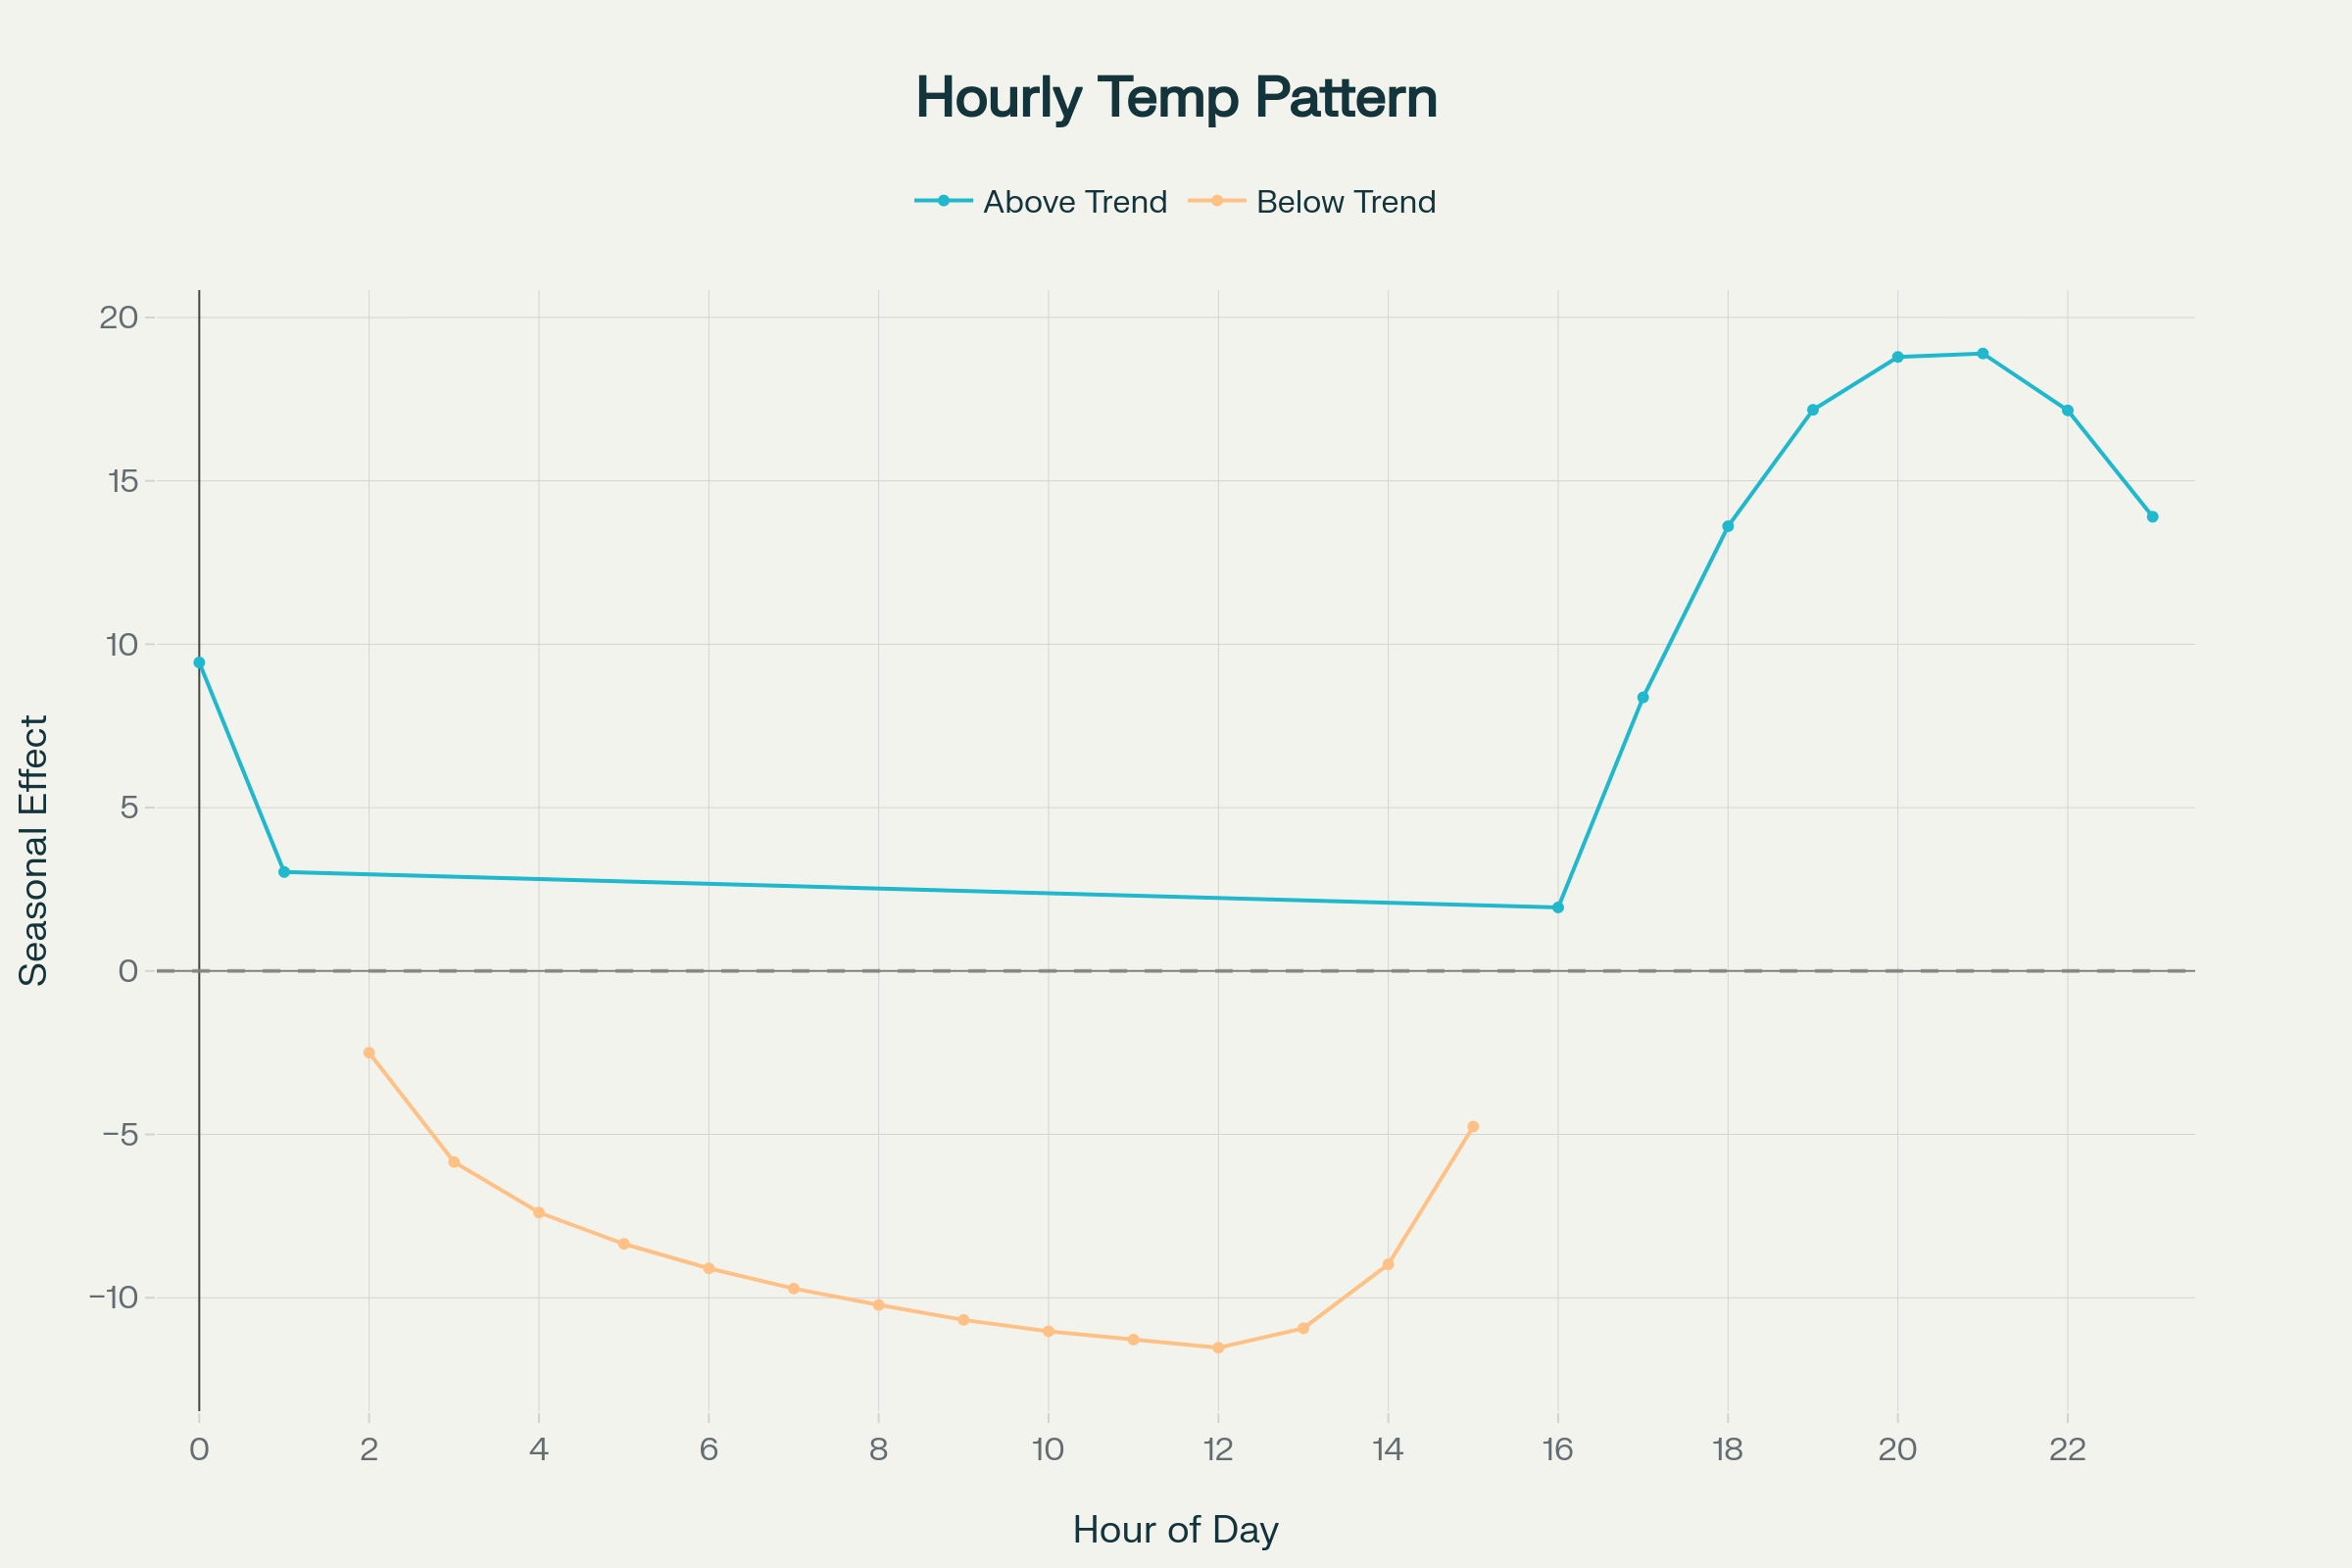 Hourly Temp Pattern
Above Trend Below Trend
20
15
10
5
0
−5
−10
Seasonal Effect
0 2 4 6 8 10 12 14 16 18 20 22
Hour of Day